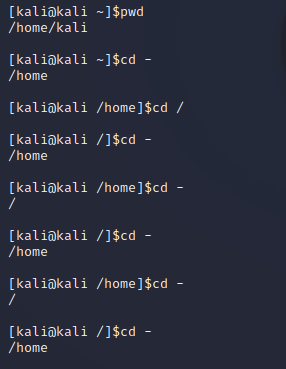 [kali@kali ~]$pwd
/home/kali
[kali@kali ~]$cd -
/home
[kali@kali /home]$cd /
[kali@kali /]$cd -
/home
[kali@kali /home]$cd -
/
[kali@kali /]$cd -
/home
[kali@kali /home]$cd -
/
[kali@kali /]$cd -
/home